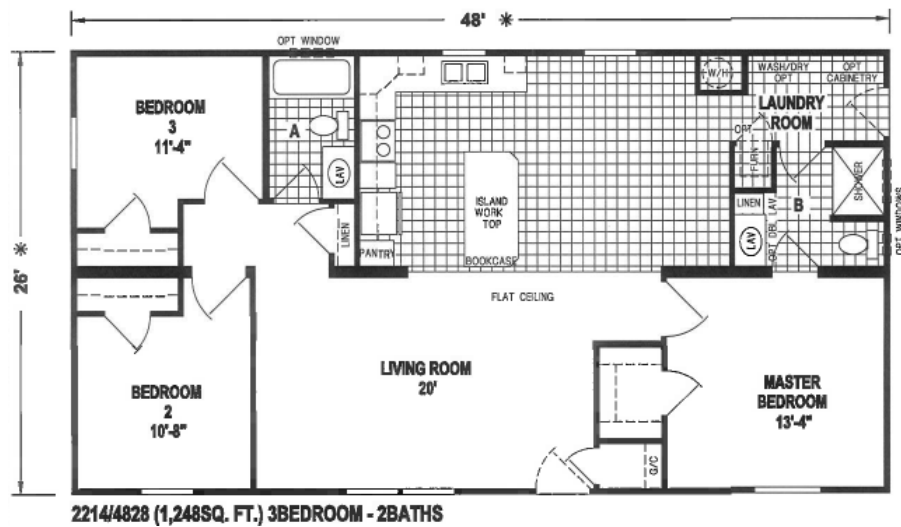 48' *
26' *
OPT WINDOW
BEDROOM
3
11'-4"
A
LAV
LINEN
PANTRY
ISLAND
WORK
TOP
BOOKCASE
W/H
WASH/DRY
OPT
OPT
CABINETRY
LAUNDRY
ROOM
OPT
FURN
SHOWER
LINEN
LAV
OPT DBL LAV
B
OPT WINDOWS
FLAT CEILING
BEDROOM
2
10'-8"
LIVING ROOM
20'
MASTER
BEDROOM
13'-4"
G/C
2214/4828 (1,248SQ. FT.) 3BEDROOM - 2BATHS